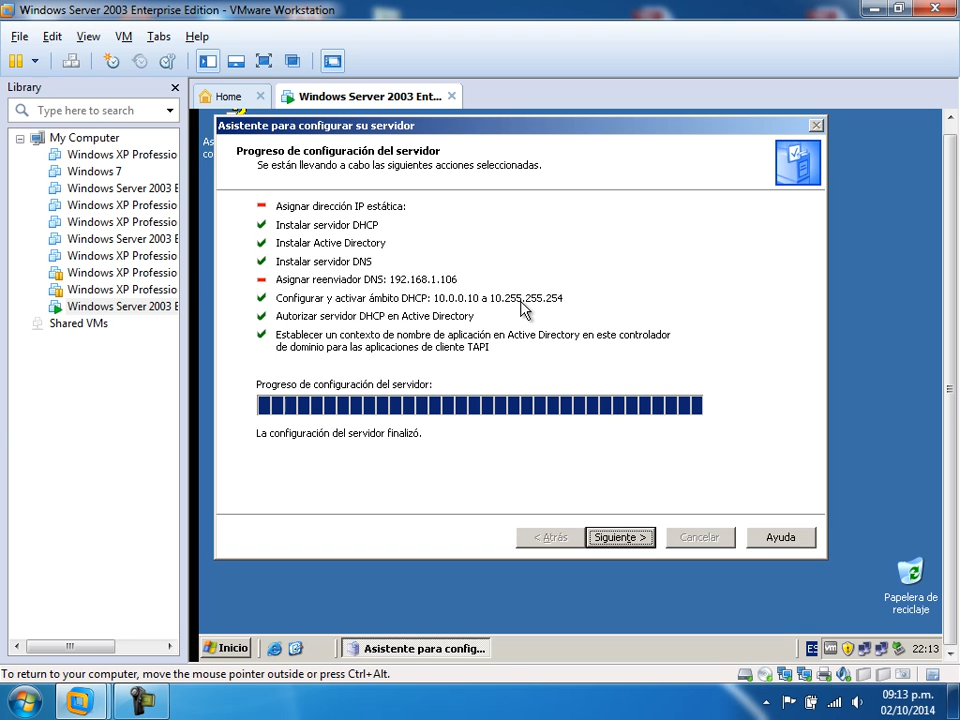 Windows Server 2003 Enterprise Edition - VMware Workstation
File Edit View VM Tabs Help
Library
Type here to search
My Computer
Windows XP Professio
Windows 7
Windows Server 2003 E
Windows XP Professio
Windows XP Professio
Windows Server 2003 E
Windows XP Professio
Windows XP Professio
Windows XP Professio
Windows Server 2003 E
Shared VMs
Home
Windows Server 2003 Ent...
As
co
Asistente para configurar su servidor
Progreso de configuración del servidor
Se están llevando a cabo las siguientes acciones seleccionadas.
Asignar dirección IP estática:
Instalar servidor DHCP
Instalar Active Directory
Instalar servidor DNS
Asignar reenviador DNS: 192.168.1.106
Configurar y activar ámbito DHCP: 10.0.0.10 a 10.255.255.254
Autorizar servidor DHCP en Active Directory
Establecer un contexto de nombre de aplicación en Active Directory en este controlador
de dominio para las aplicaciones de cliente TAPI
Progreso de configuración del servidor:
La configuración del servidor finalizó.
< Atrás
Siguiente >
Cancelar
Ayuda
Papelera de
reciclaje
Inicio
Asistente para config...
ES
22:13
To return to your computer, move the mouse pointer outside or press Ctrl+Alt.
09:13 p.m.
02/10/2014